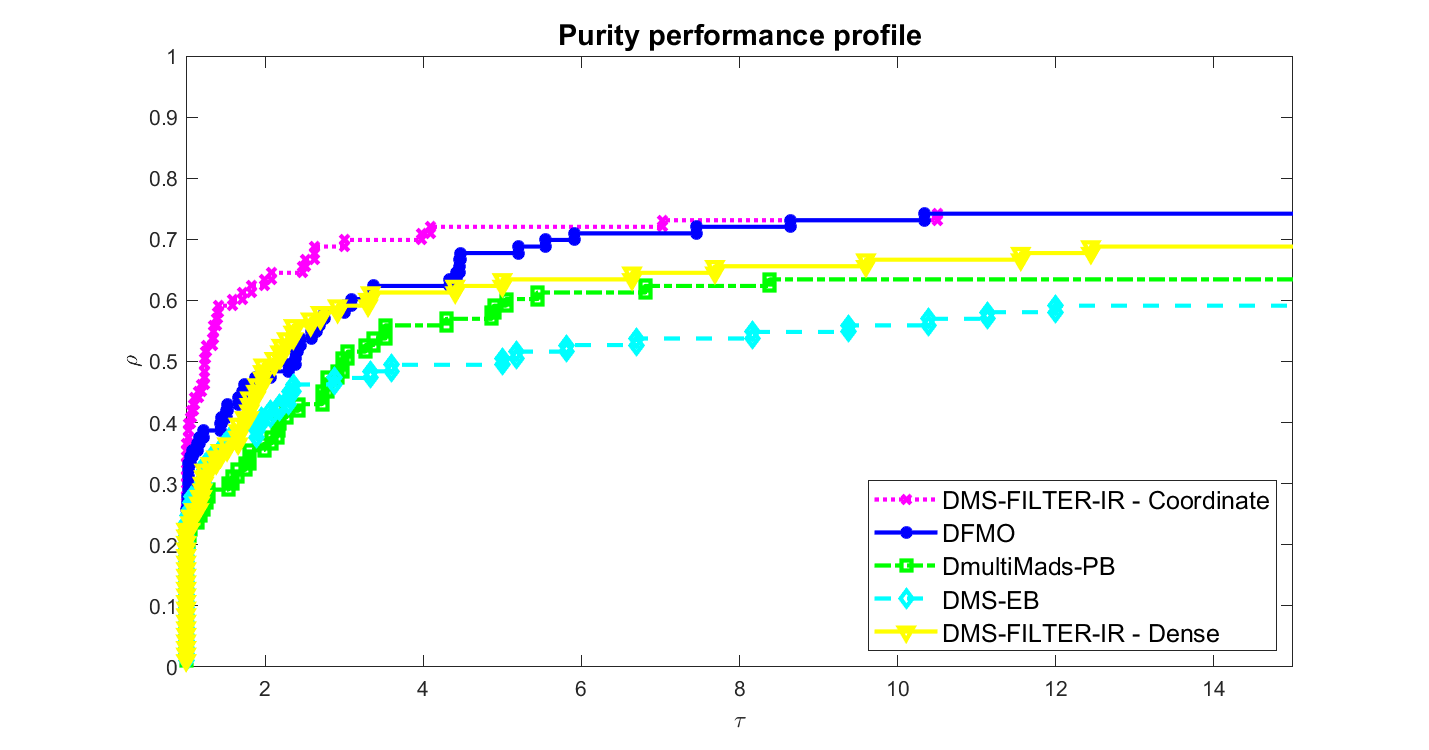 Purity performance profile
1
0.9
0.8
0.7
0.6
0.5
0.4
0.3
0.2
0.1
0
ρ
2
4
6
8
10
12
14
τ
DMS-FILTER-IR - Coordinate
DFMO
DmultiMads-PB
DMS-EB
DMS-FILTER-IR - Dense